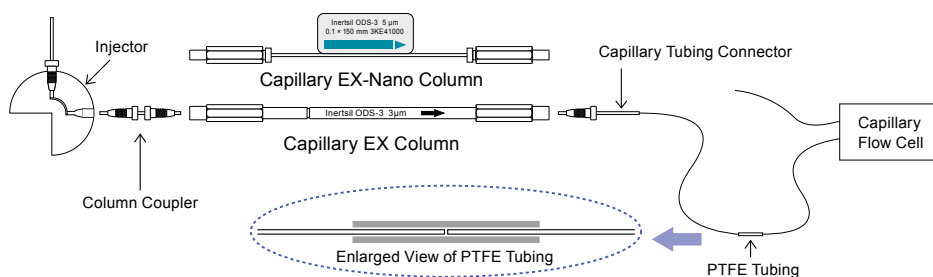 Injector
Inertsil ODS-3 5 μm
0.1 × 150 mm 3KE41000
Capillary EX-Nano Column
Capillary Tubing Connector
Inertsil ODS-3 3μm
Capillary EX Column
Capillary
Flow Cell
Column Coupler
Enlarged View of PTFE Tubing
PTFE Tubing